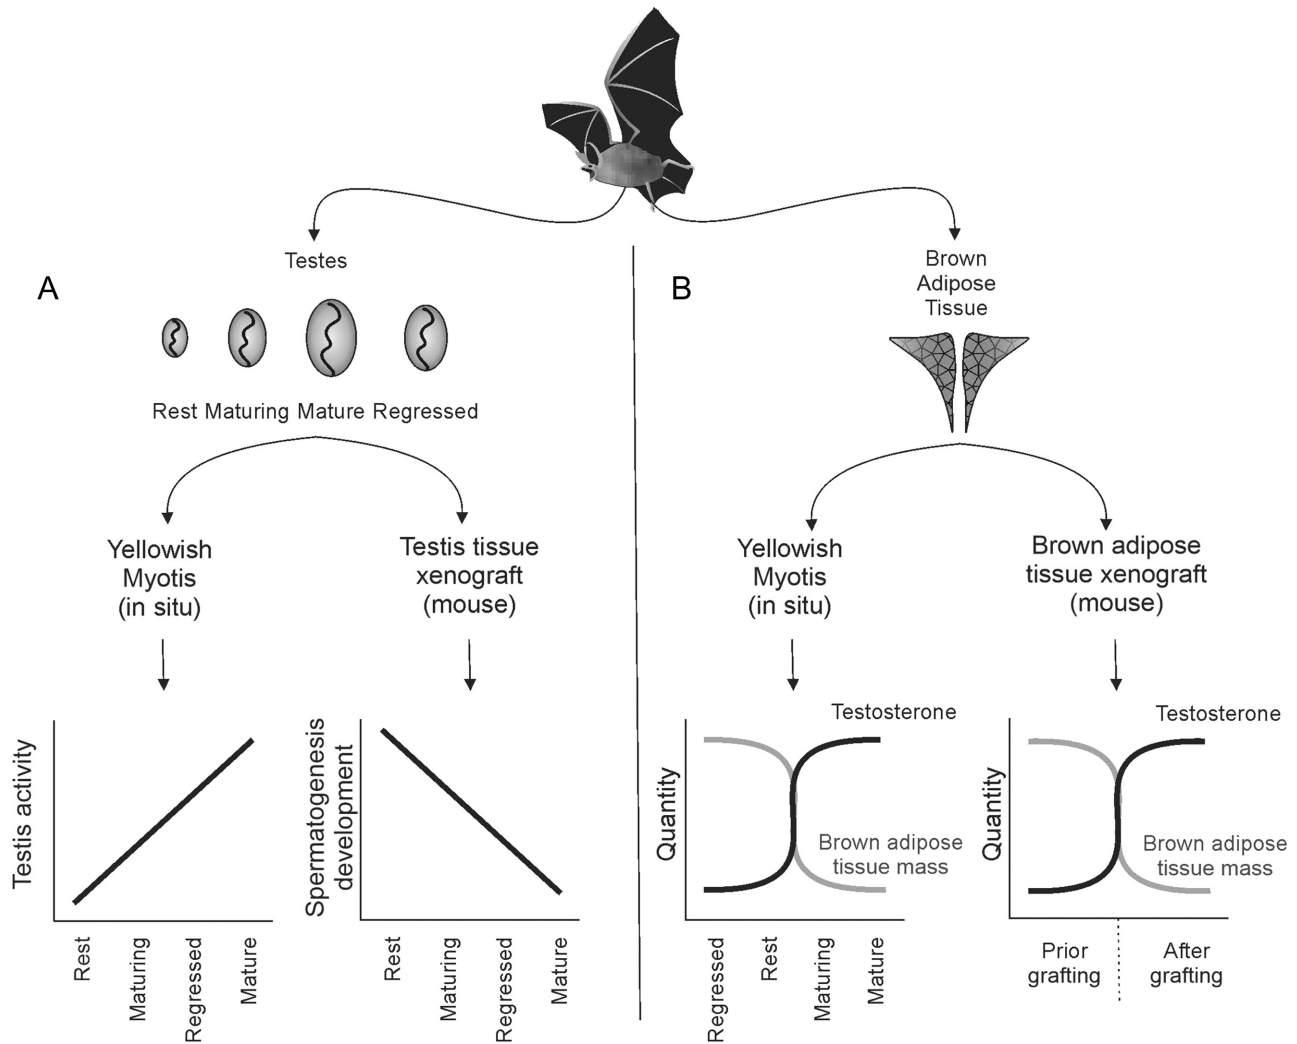 A
Testes
Rest Maturing Mature Regressed
Yellowish
Myotis
(in situ)
Testis tissue
xenograft
(mouse)
Testis activity
Rest
Maturing
Regressed
Mature
Spermatogenesis
development
Rest
Maturing
Regressed
Mature
B
Brown
Adipose
Tissue
Yellowish
Myotis
(in situ)
Brown adipose
tissue xenograft
(mouse)
Quantity
Testosterone
Brown adipose
tissue mass
Regressed
Rest
Maturing
Mature
Quantity
Testosterone
Brown adipose
tissue mass
Prior
grafting
After
grafting